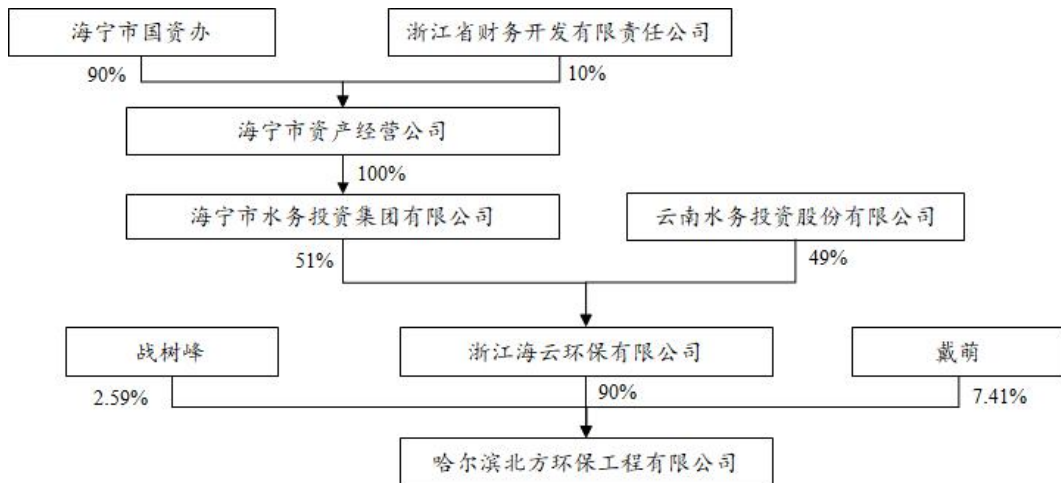 海宁市国资办
浙江省财务开发有限责任公司
90%
10%
海宁市资产经营公司
100%
海宁市水务投资集团有限公司
云南水务投资股份有限公司
51%
49%
战树峰
浙江海云环保有限公司
戴萌
2.59%
90%
7.41%
哈尔滨北方环保工程有限公司